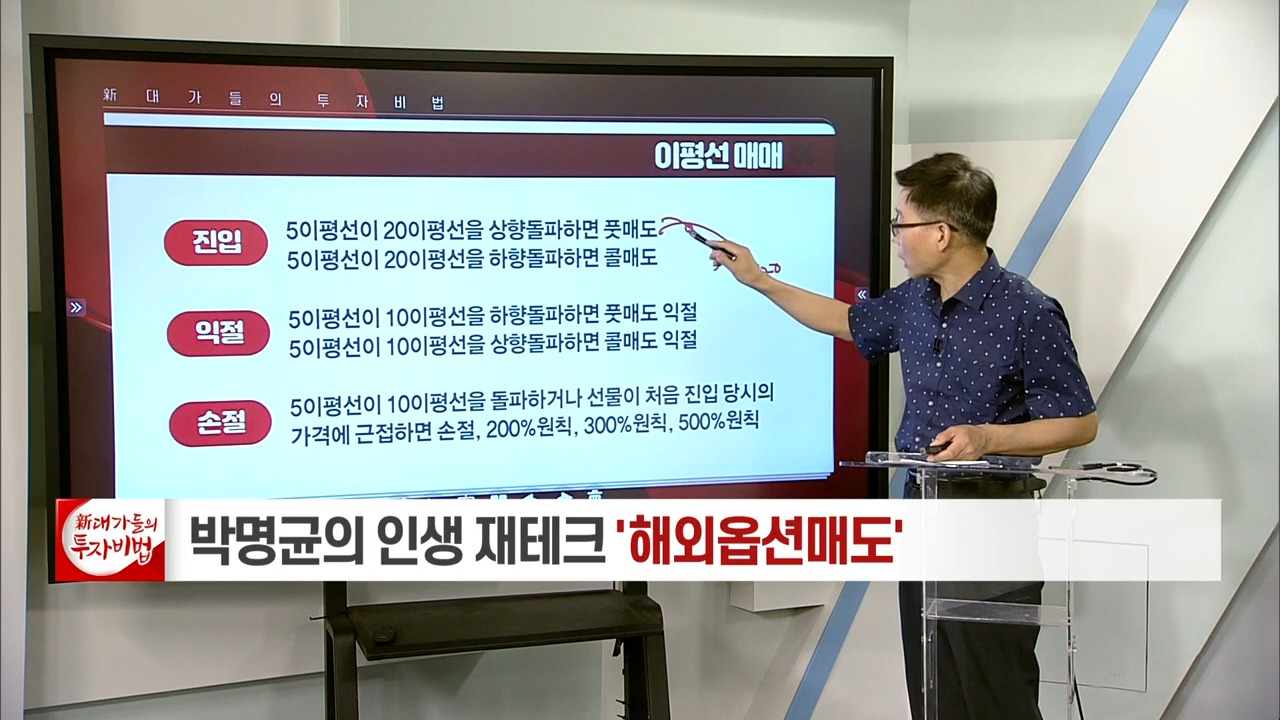 新 대 가 들 의 투 자 비 법
이평선 매매
진입
5이평선이 20이평선을 상향돌파하면 풋매도
5이평선이 20이평선을 하향돌파하면 콜매도
익절
5이평선이 10이평선을 하향돌파하면 풋매도 익절
5이평선이 10이평선을 상향돌파하면 콜매도 익절
손절
5이평선이 10이평선을 돌파하거나 선물이 처음 진입 당시의
가격에 근접하면 손절, 200%원칙, 300%원칙, 500%원칙
新대가들의
투자비법
박명균의 인생 재테크 '해외옵션매도'